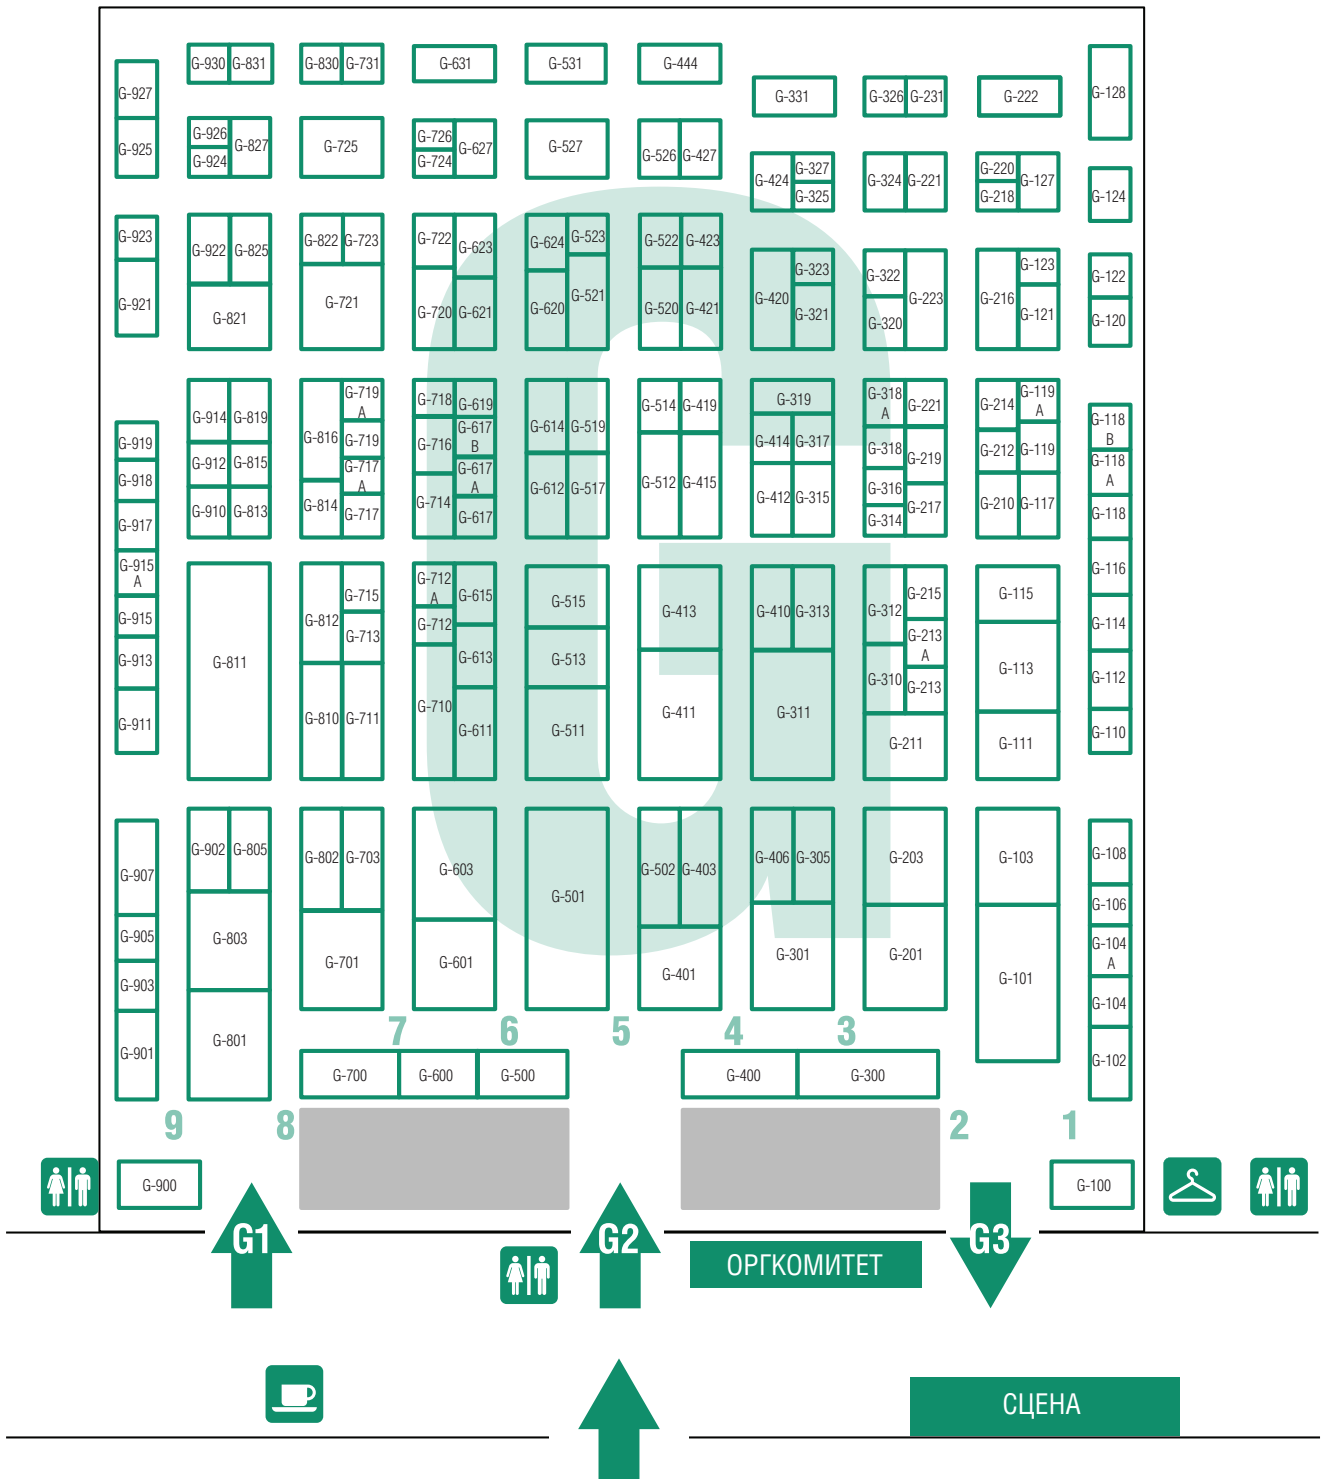 G-930 G-831 G-830 G-731 G-631 G-531 G-444
G-927 G-331 G-326 G-231 G-222 G-128
G-925 G-926 G-827 G-725 G-726 G-627 G-527 G-526 G-427
G-924 G-724
G-424 G-327 G-324 G-221 G-220 G-127 G-124
G-325 G-218
G-923 G-922 G-825 G-822 G-723 G-722 G-623 G-624 G-523 G-522 G-423
G-420 G-323 G-322 G-223 G-216 G-123 G-122
G-921 G-821 G-721 G-720 G-621 G-620 G-521 G-520 G-421 G-321 G-320 G-121 G-120
G-914 G-819 G-816 G-719
A
G-718 G-619 G-614 G-519 G-514 G-419 G-319 G-318
A
G-221 G-214 G-119
A
G-118
B
G-919 G-719 G-716 G-617
B
G-414 G-317 G-318 G-219 G-212 G-119
G-918 G-912 G-815 G-717
A
G-617
A
G-612 G-517 G-512 G-415 G-316 G-118
A
G-917 G-910 G-813 G-814 G-717 G-714 G-617 G-412 G-315 G-314 G-217 G-210 G-117 G-118
G-915
A
G-811 G-812 G-715 G-712
A
G-615 G-515 G-413 G-410 G-313 G-312 G-215 G-115 G-116
G-915 G-713 G-712 G-213
A
G-114
G-913 G-613 G-513 G-310 G-213 G-113 G-112
G-911 G-810 G-711 G-710 G-611 G-511 G-411 G-311 G-211 G-111 G-110
G-907 G-902 G-805 G-802 G-703 G-603 G-501 G-502 G-403 G-406 G-305 G-203 G-103 G-108
G-106
G-905 G-803 G-701 G-601 G-401 G-301 G-201 G-101 G-104
A
G-903 G-104
G-901 G-801 G-102
7 6 5 4 3
G-700 G-600 G-500 G-400 G-300
9 8 2 1
G-900 G-100
G1 G2 G3
ОРГКОМИТЕТ
СЦЕНА